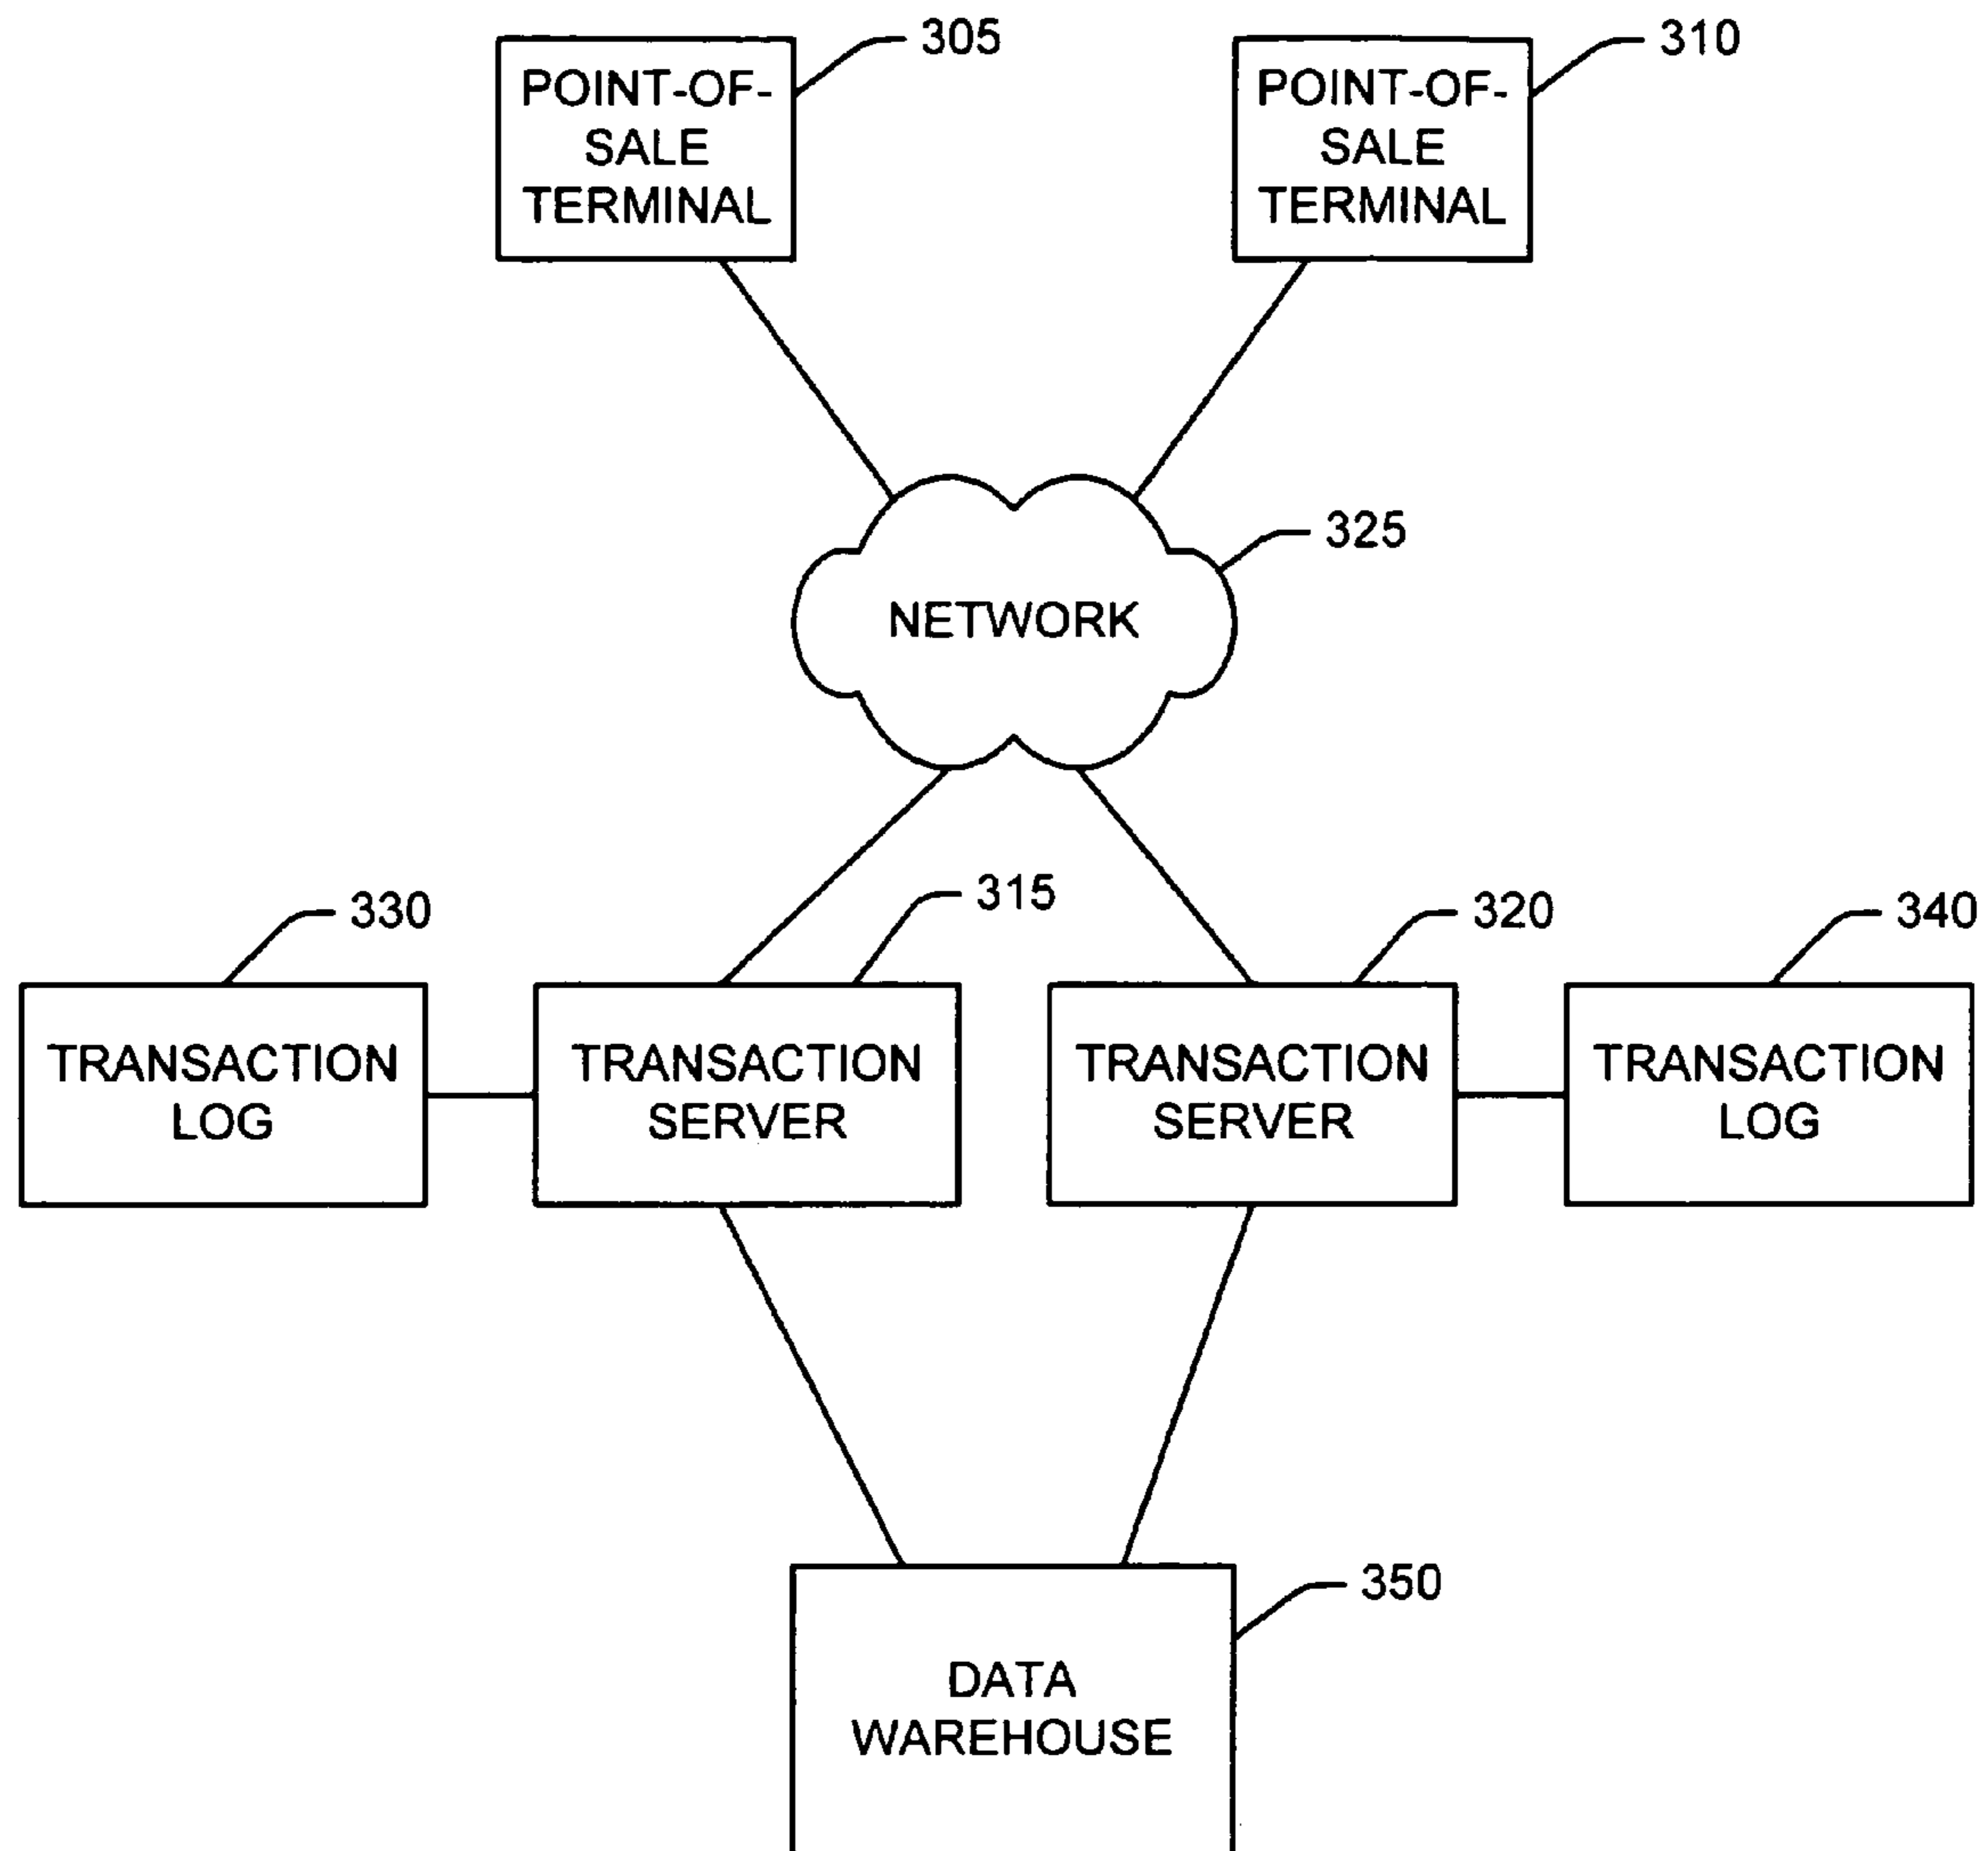 305
310
POINT-OF-
SALE
TERMINAL
POINT-OF-
SALE
TERMINAL
325
NETWORK
330
315
320
340
TRANSACTION
LOG
TRANSACTION
SERVER
TRANSACTION
SERVER
TRANSACTION
LOG
350
DATA
WAREHOUSE